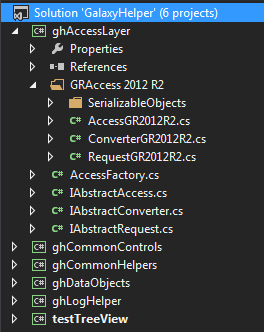 Solution 'GalaxyHelper' (6 projects)
C# ghAccessLayer
Properties
References
GRAccess 2012 R2
SerializableObjects
C# AccessGR2012R2.cs
C# ConverterGR2012R2.cs
C# RequestGR2012R2.cs
C# AccessFactory.cs
C# IAbstractAccess.cs
C# IAbstractConverter.cs
C# IAbstractRequest.cs
C# ghCommonControls
C# ghCommonHelpers
C# ghDataObjects
C# ghLogHelper
C# testTreeView